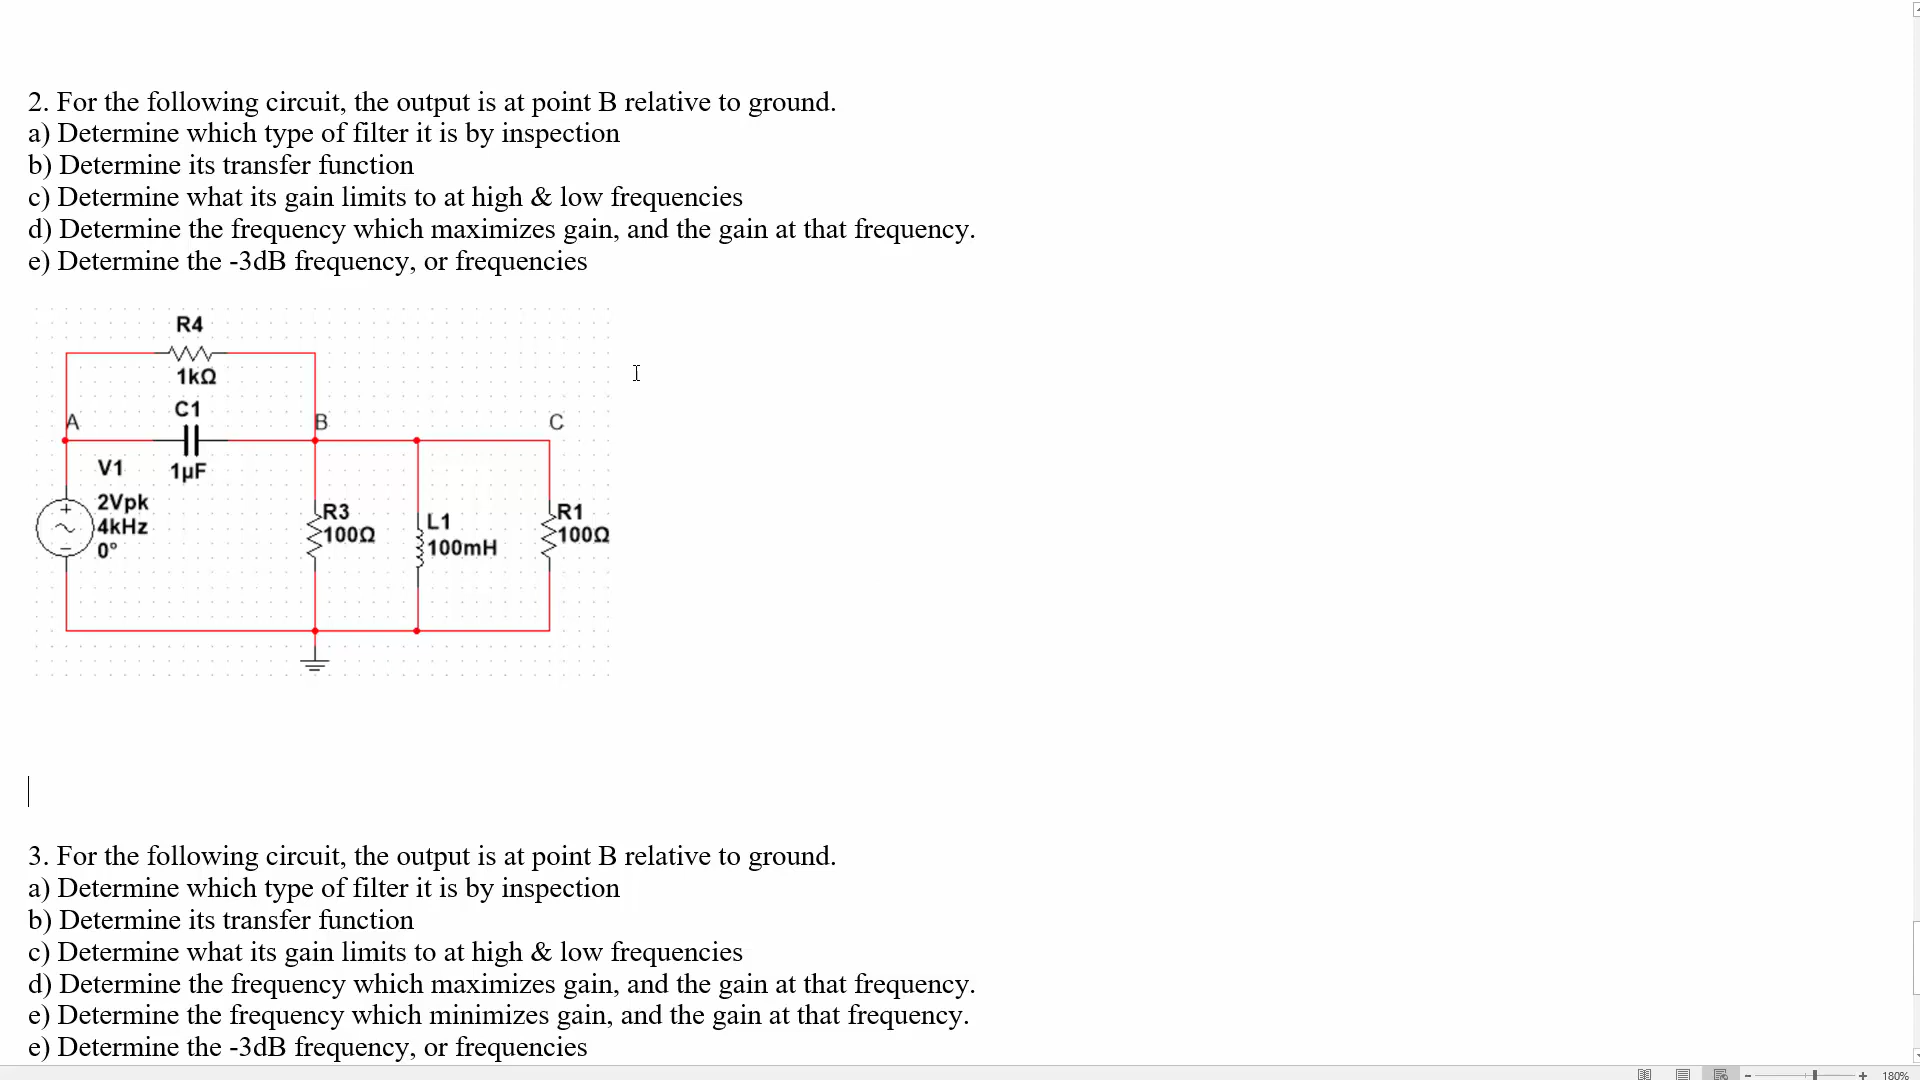 2. For the following circuit, the output is at point B relative to ground.
a) Determine which type of filter it is by inspection
b) Determine its transfer function
c) Determine what its gain limits to at high & low frequencies
d) Determine the frequency which maximizes gain, and the gain at that frequency.
e) Determine the -3dB frequency, or frequencies
R4
1kΩ
C1
A
B
C
V1
1µF
2Vpk
4kHz
0°
R3
100Ω
L1
100mH
R1
100Ω
3. For the following circuit, the output is at point B relative to ground.
a) Determine which type of filter it is by inspection
b) Determine its transfer function
c) Determine what its gain limits to at high & low frequencies
d) Determine the frequency which maximizes gain, and the gain at that frequency.
e) Determine the frequency which minimizes gain, and the gain at that frequency.
e) Determine the -3dB frequency, or frequencies
180%